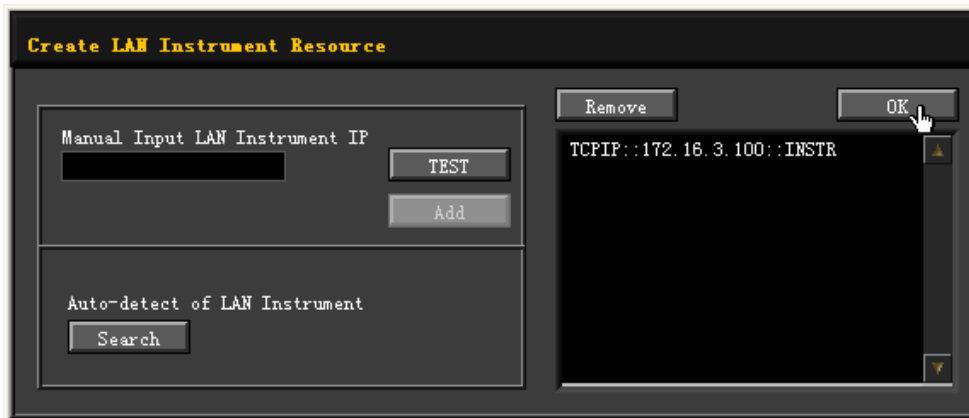 Create LAN Instrument Resource
Manual Input LAN Instrument IP
TEST
Add
Auto-detect of LAN Instrument
Search
Remove
OK
TCPIP::172.16.3.100::INSTR